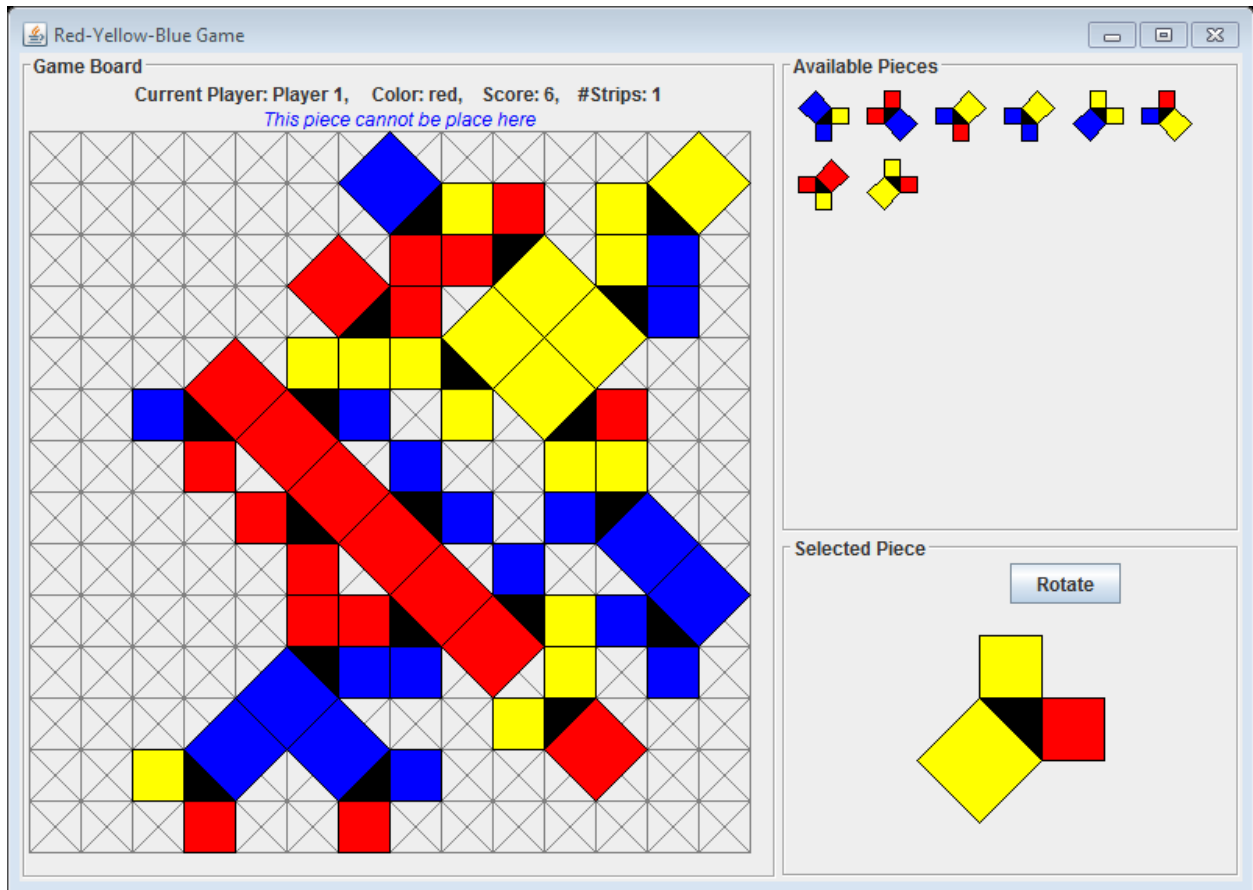 Red-Yellow-Blue Game
Game Board
Current Player: Player 1, Color: red, Score: 6, #Strips: 1
This piece cannot be place here
Available Pieces
Selected Piece
Rotate